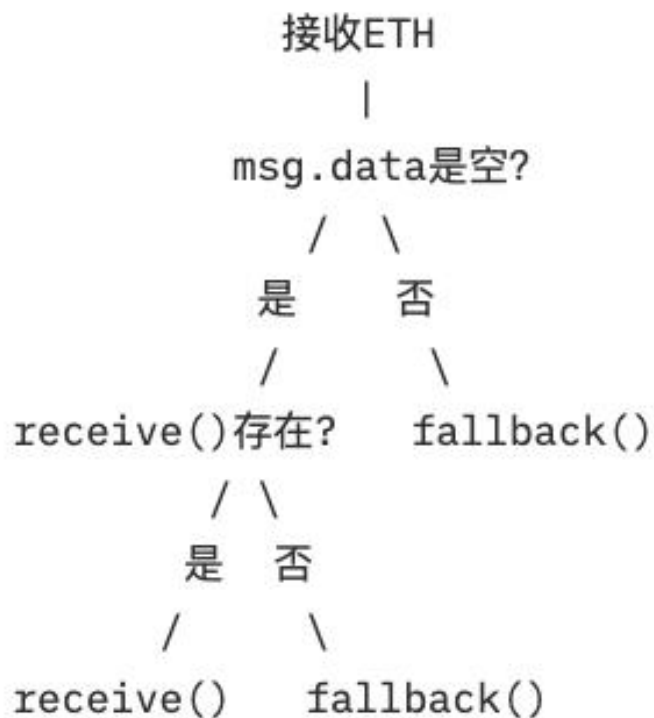 接收ETH
|
msg.data是空?
/ \
是 否
/ \
receive()存在? fallback()
/ \
是 否
/ \
receive() fallback()